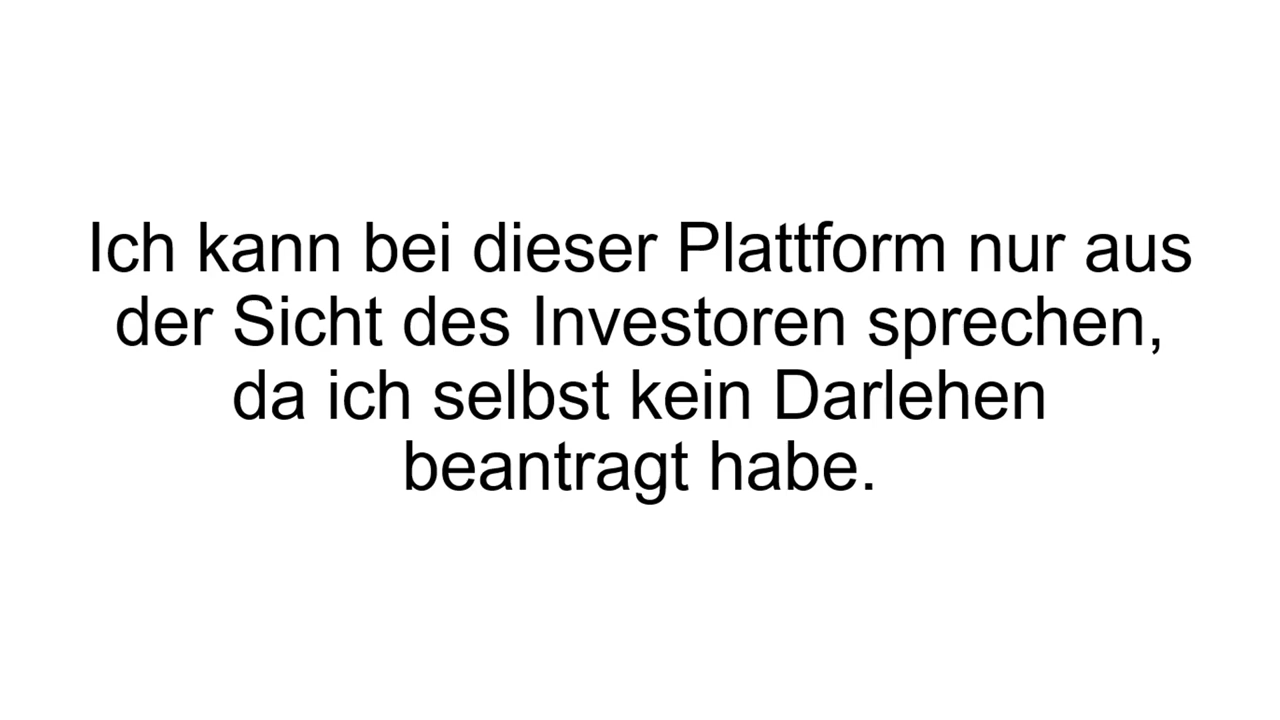 Ich kann bei dieser Plattform nur aus
der Sicht des Investoren sprechen,
da ich selbst kein Darlehen
beantragt habe.